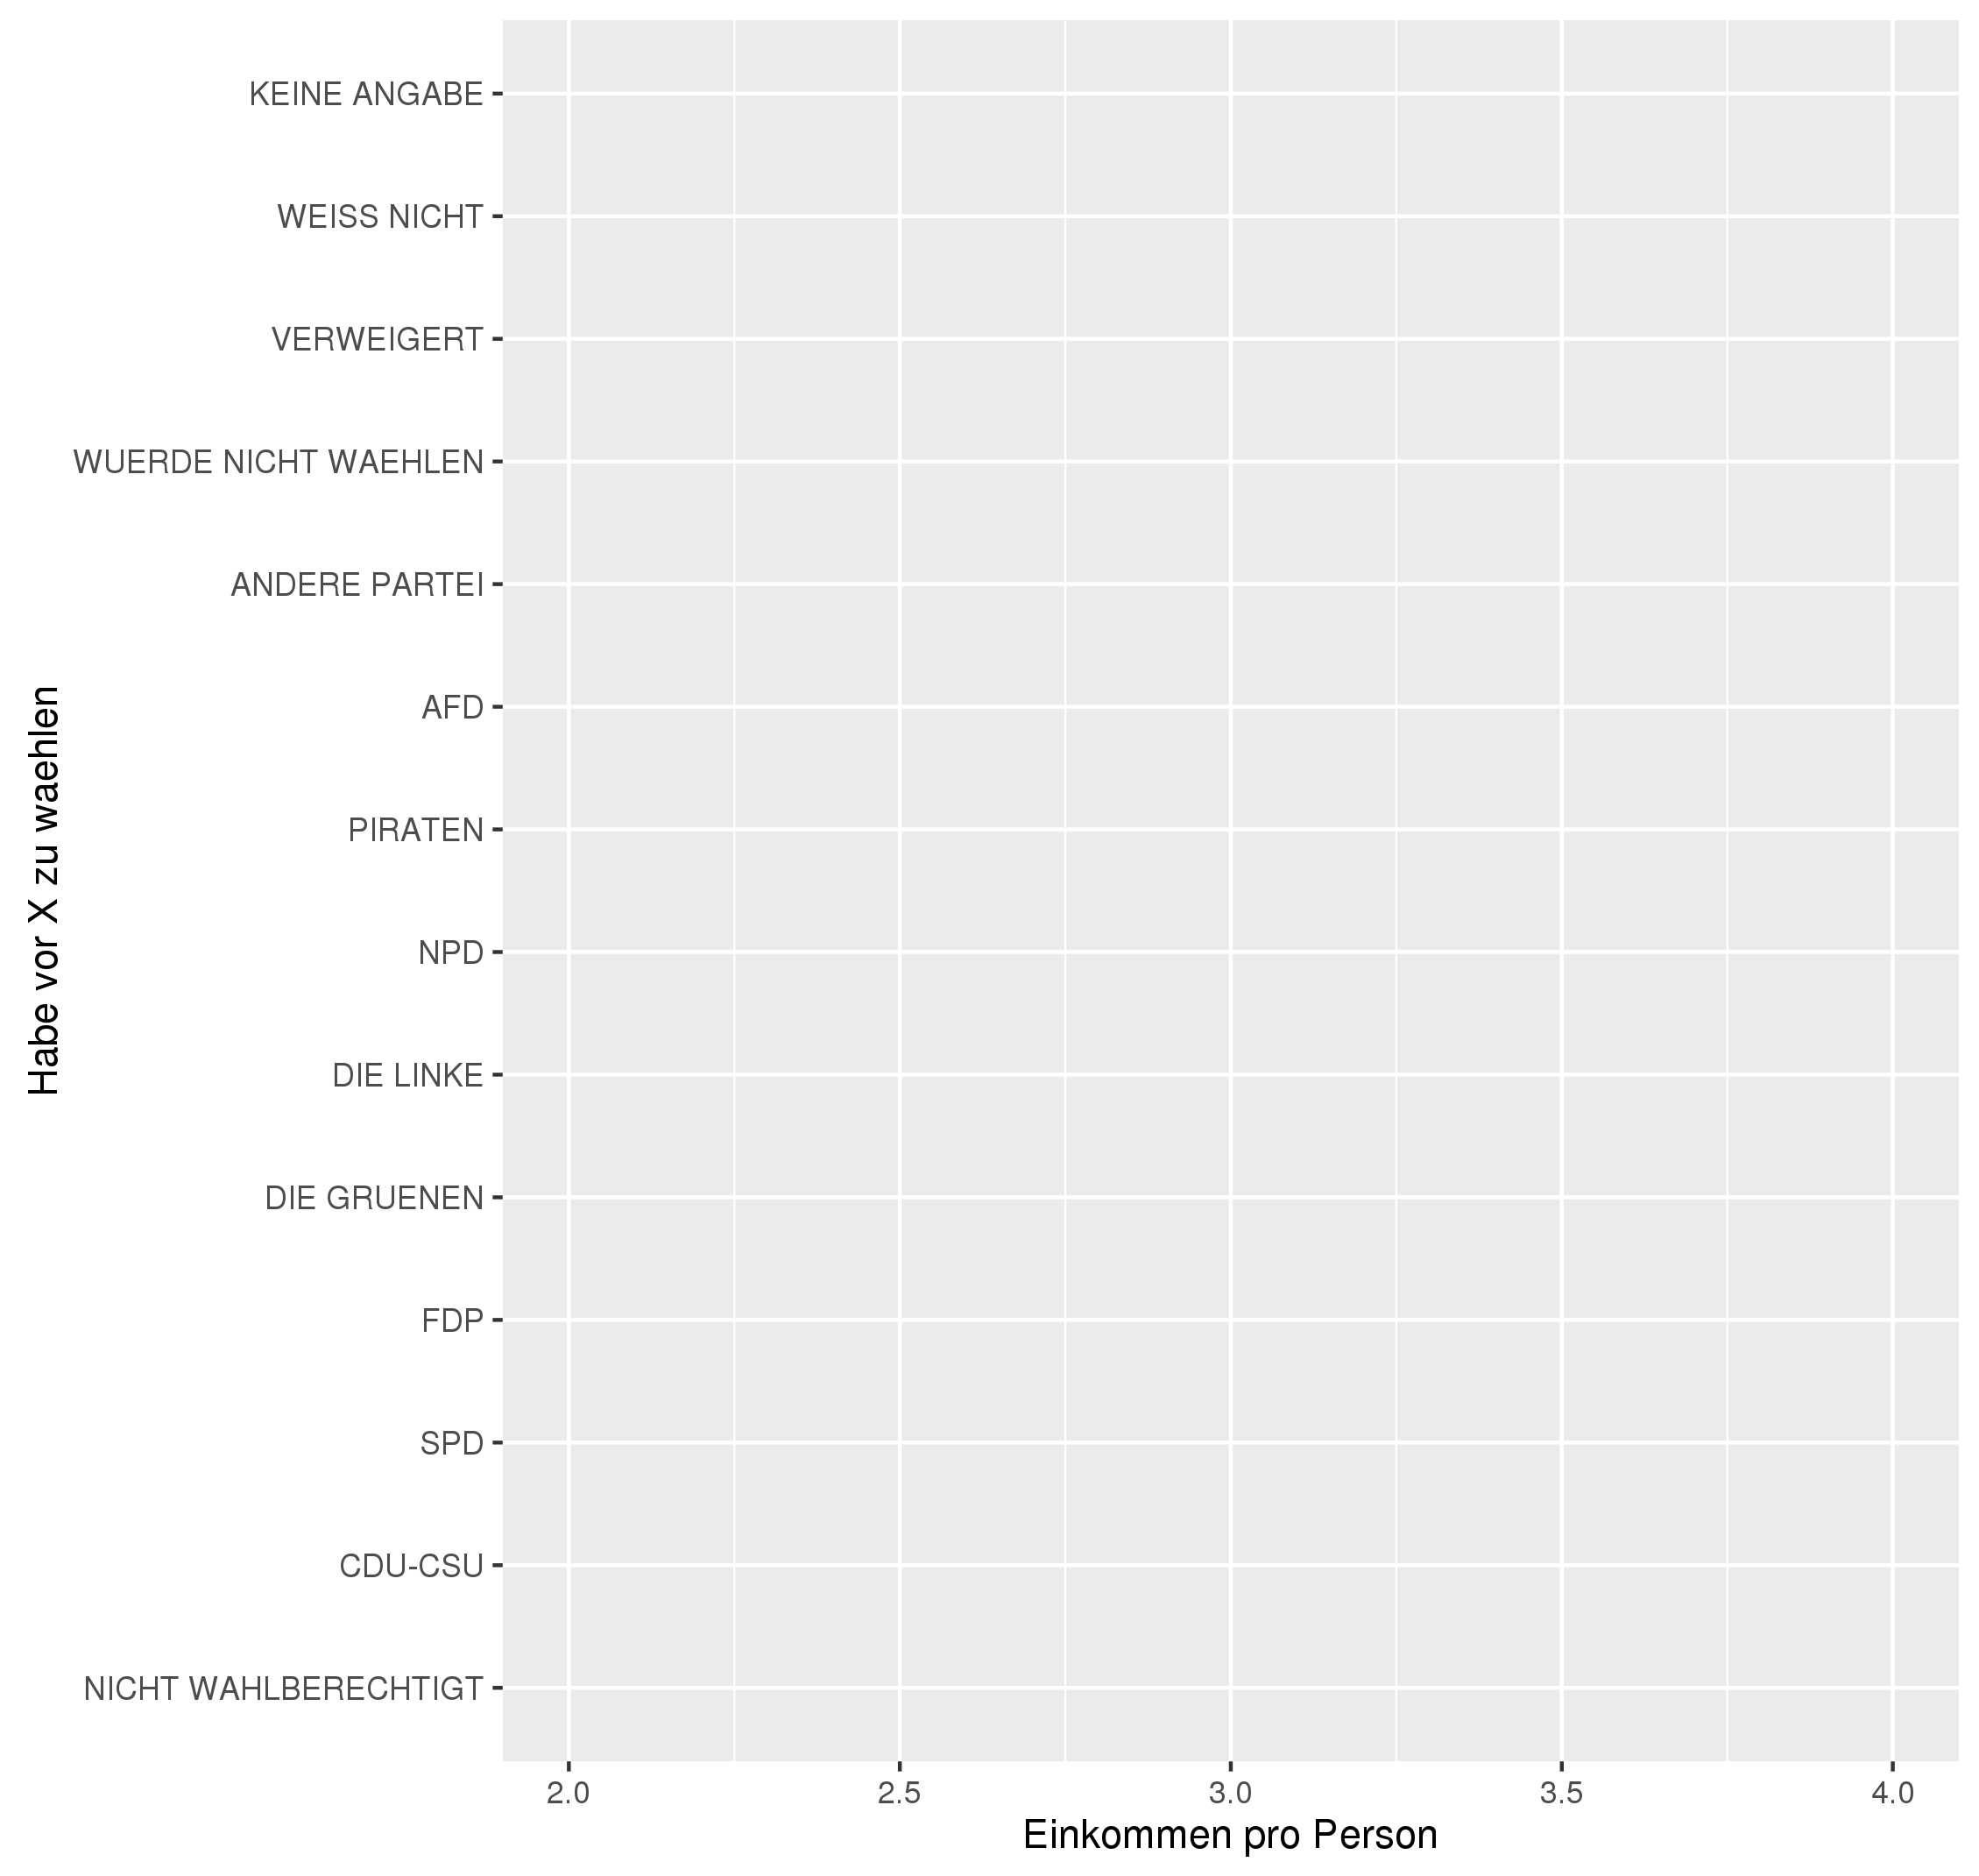 KEINE ANGABE
WEISS NICHT
VERWEIGERT
WUERDE NICHT WAEHLEN
ANDERE PARTEI
AFD
PIRATEN
NPD
DIE LINKE
DIE GRUENEN
FDP
SPD
CDU-CSU
NICHT WAHLBERECHTIGT
Habe vor X zu waehlen
2.0 2.5 3.0 3.5 4.0
Einkommen pro Person